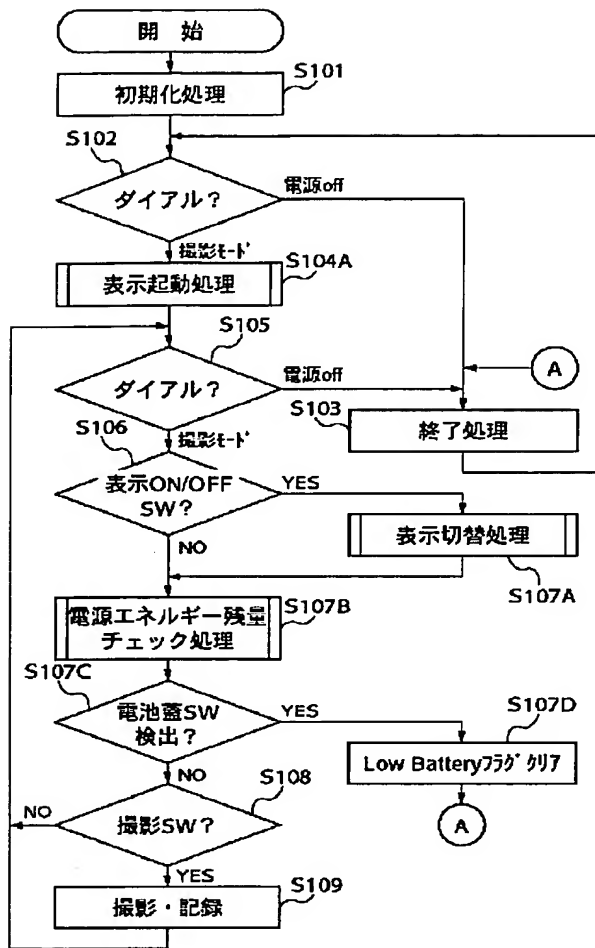 開 始
S101
初期化処理
S102
ダイアル?
電源off
撮影ﾓｰﾄﾞ
S104A
表示起動処理
S105
ダイアル?
電源off
A
S103
終了処理
S106
撮影ﾓｰﾄﾞ
表示ON/OFF
SW?
YES
NO
表示切替処理
S107A
S107B
電源エネルギー残量
チェック処理
S107C
電池蓋SW
検出?
YES
S107D
Low Batteryﾌﾗｸﾞｸﾘｱ
NO
A
S108
撮影SW?
NO
YES
S109
撮影・記録